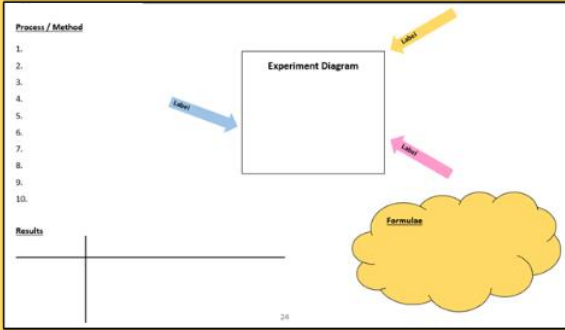 Process / Method
1.
2.
3.
4.
5.
6.
7.
8.
9.
10.
Experiment Diagram
Label
Label
Label
Results
Formulae
24